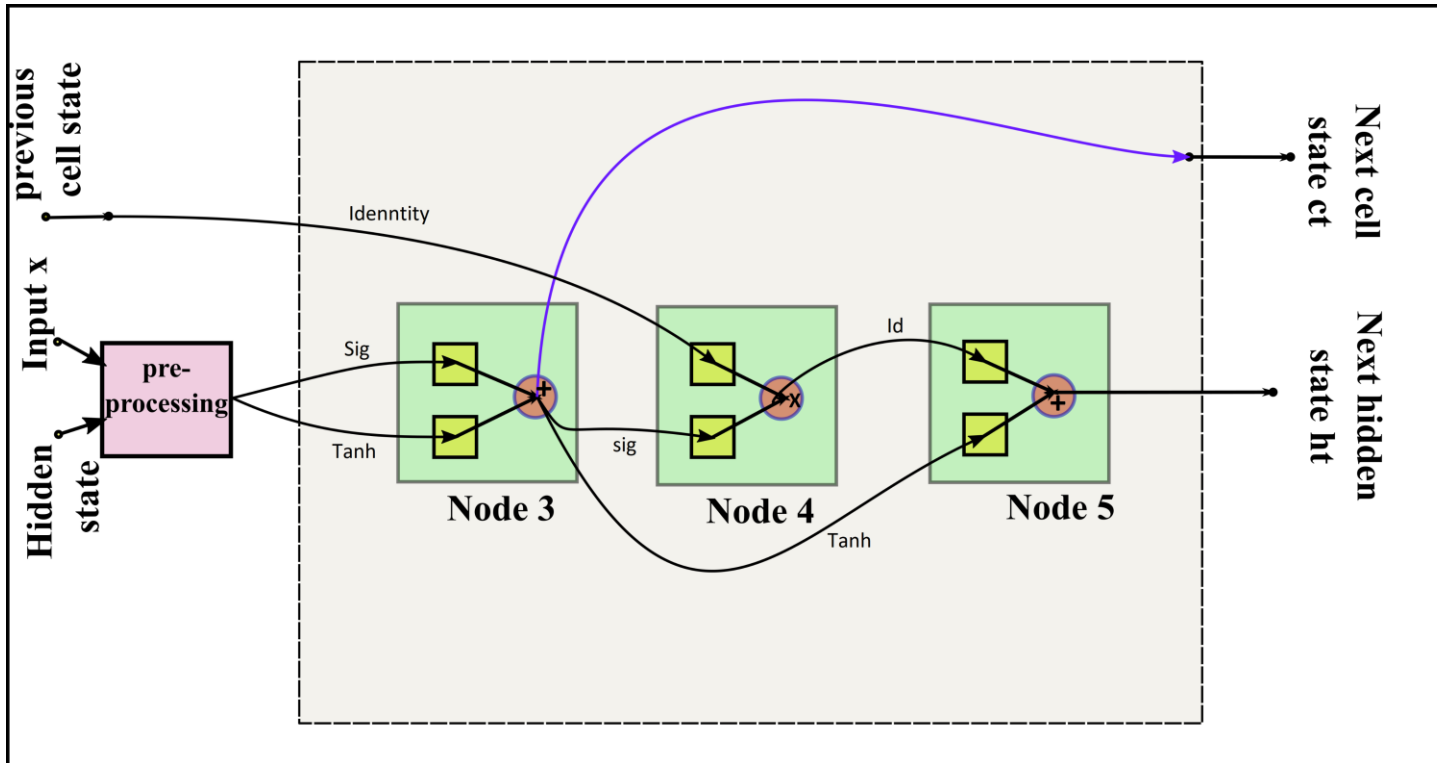 previous
cell state
Input x
Hidden
state
pre-
processing
Idenntity
Sig
Tanh
+
Node 3
sig
x
Node 4
Id
Tanh
+
Node 5
Next cell
state ct
Next hidden
state ht